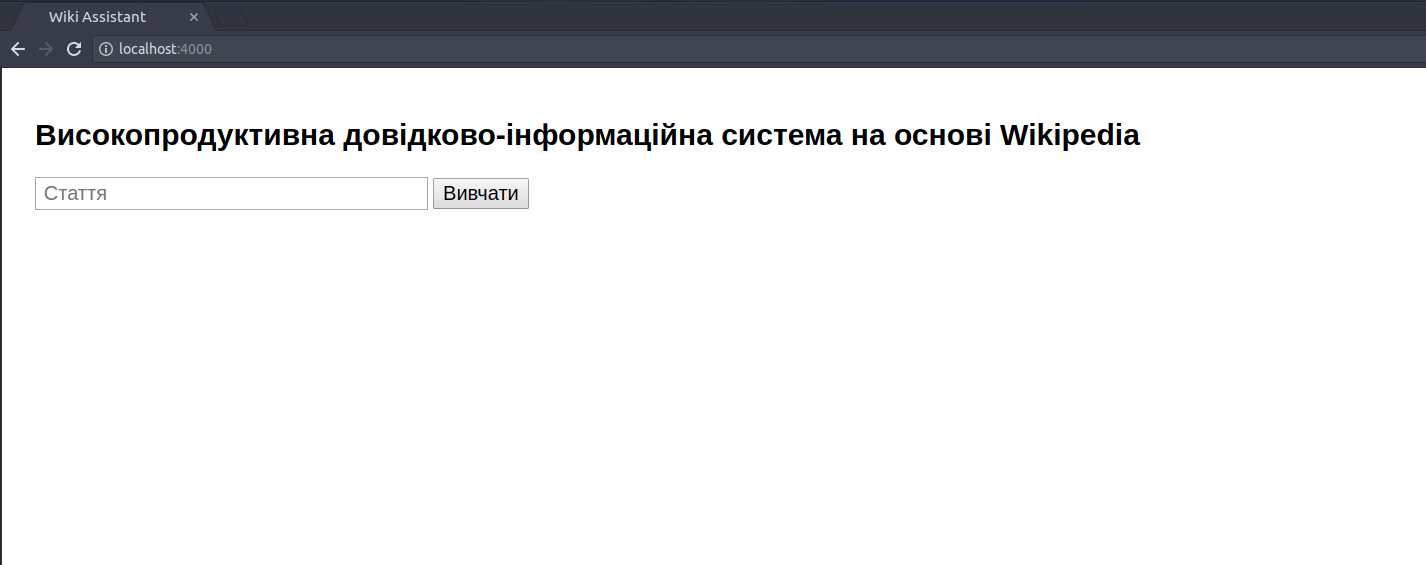 Wiki Assistant
localhost:4000
Високопродуктивна довідково-інформаційна система на основі Wikipedia
Стаття Вивчати